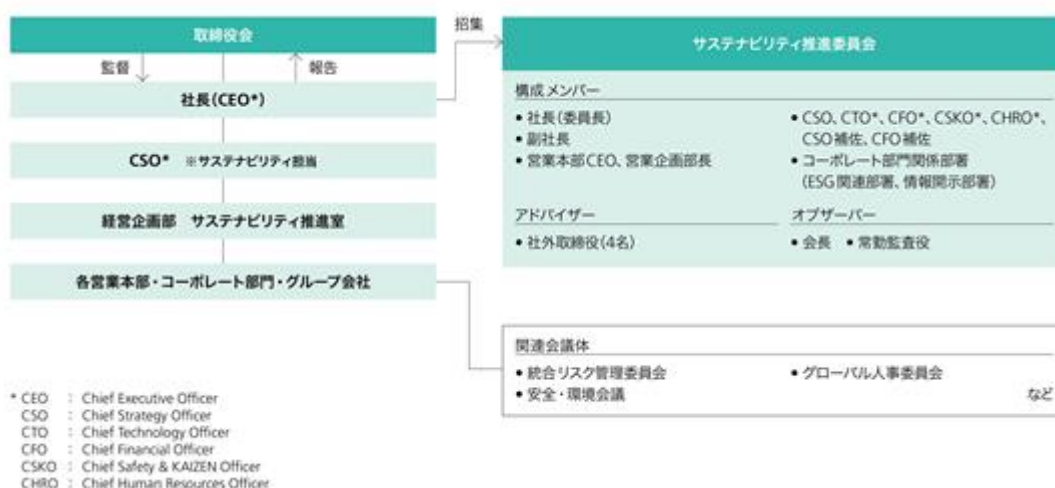 取締役会
監督
報告
社長(CEO*)
CSO* ※サステナビリティ担当
経営企画部 サステナビリティ推進室
各営業本部・コーポレート部門・グループ会社
招集
サステナビリティ推進委員会
構成メンバー
• 社長(委員長)
• 副社長
• 営業本部CEO、営業企画部長
• CSO、CTO*、CFO*、CSKO*、CHRO*、
CSO補佐、CFO補佐
• コーポレート部門関係部署
(ESG関連部署、情報開示部署)
アドバイザー
• 社外取締役(4名)
オブザーバー
• 会長 • 常勤監査役
関連会議体
• 統合リスク管理委員会
• 安全・環境会議
• グローバル人事委員会
など
* CEO : Chief Executive Officer
CSO : Chief Strategy Officer
CTO : Chief Technology Officer
CFO : Chief Financial Officer
CSKO : Chief Safety & KAIZEN Officer
CHRO : Chief Human Resources Officer